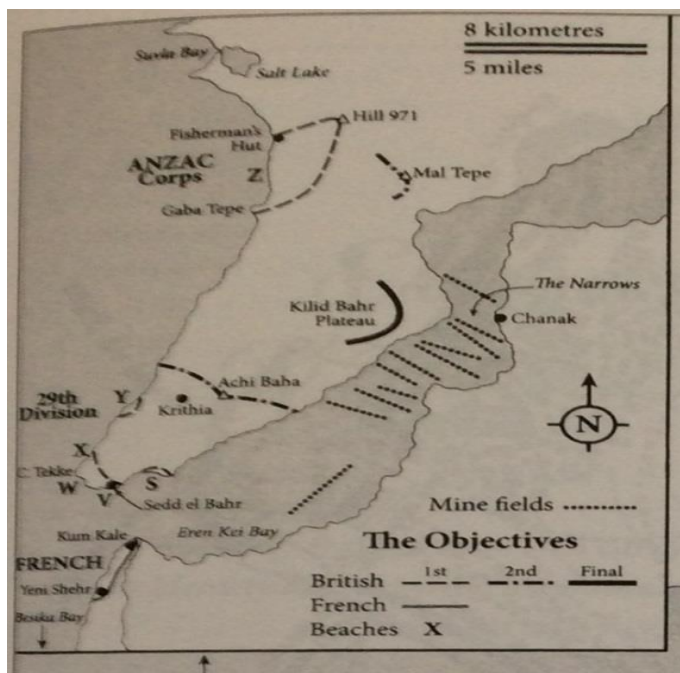 8 kilometres
5 miles
Suvla Bay
Salt Lake
Hill 971
Fisherman's
Hut
ANZAC
Corps
Z
Mal Tepe
Gaba Tepe
The Narrows
Kilid Bahr
Plateau
Chanak
Achi Baha
29th
Division
Y
Krithia
N
X
C. Tekke
W
V
S
Sedd el Bahr
Mine fields
Kum Kale
Eren Kei Bay
The Objectives
FRENCH
1st 2nd Final
British
Yeni Shehr
French
Besika Bay
Beaches X